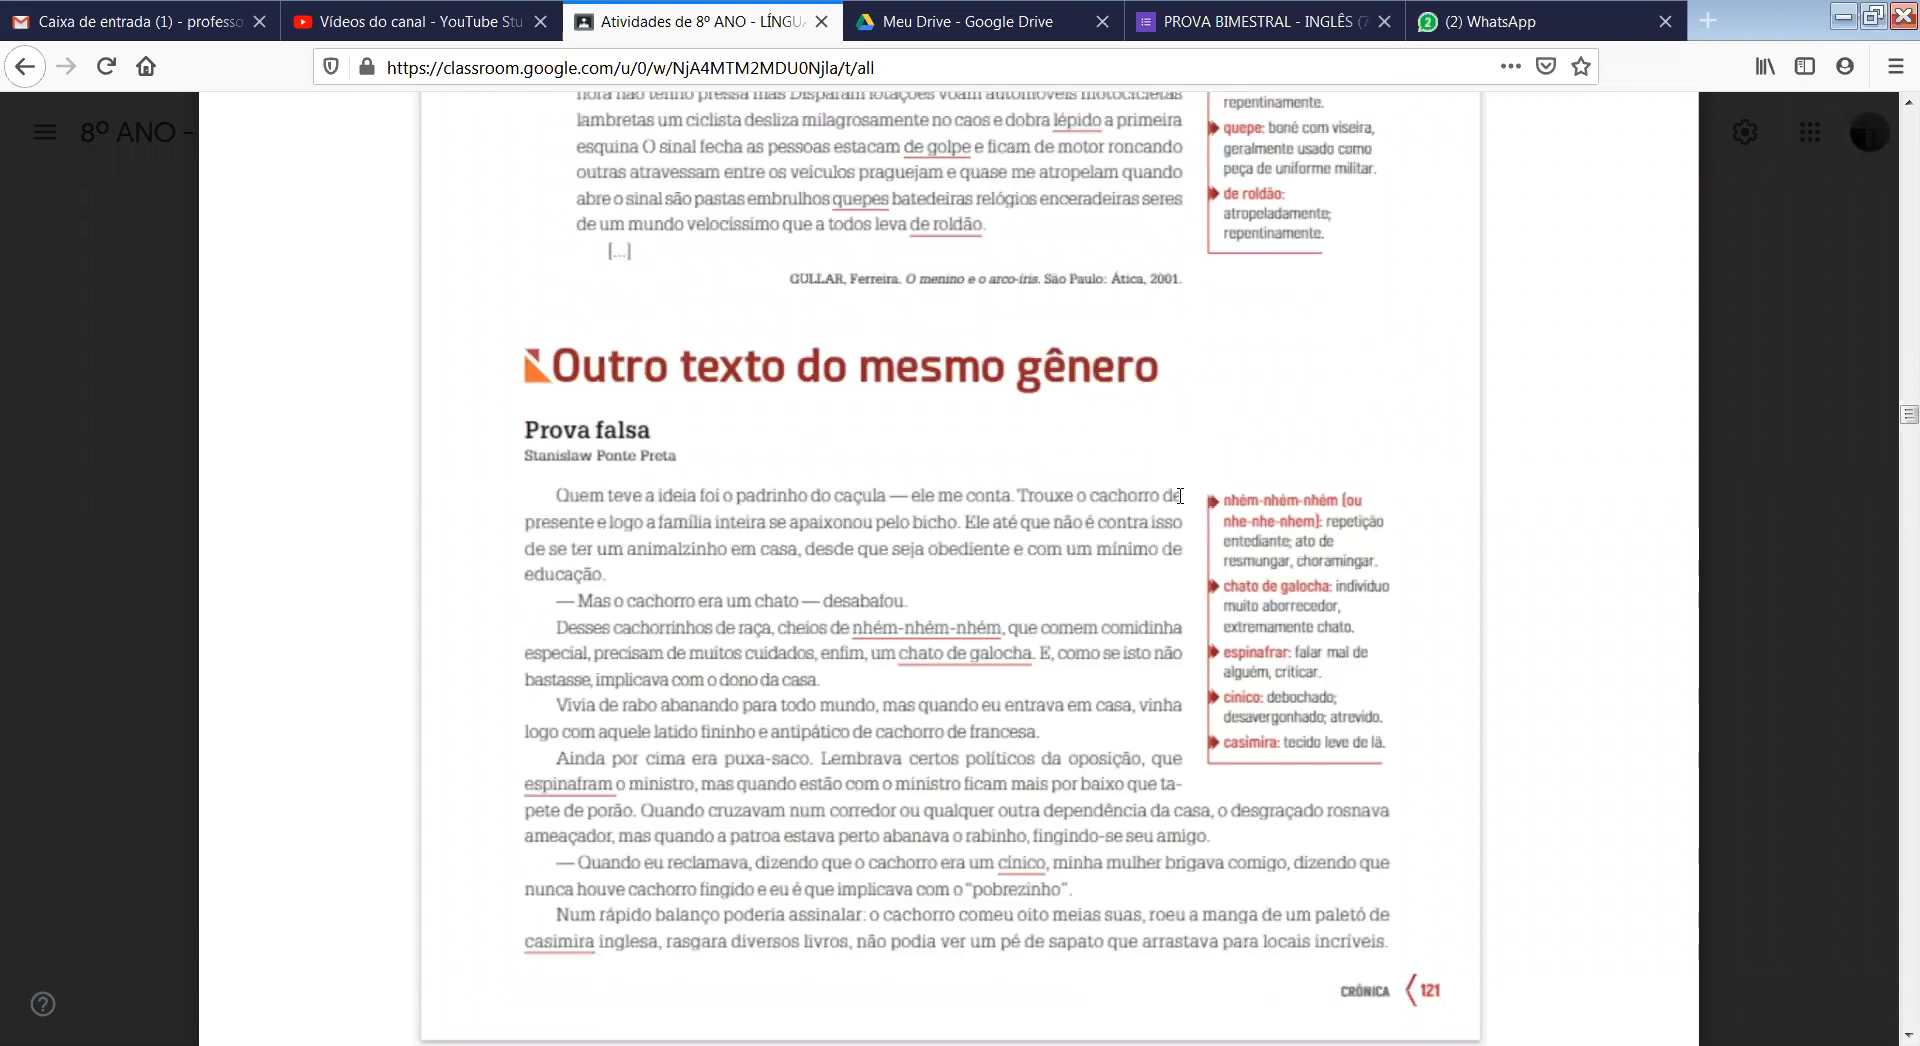 Caixa de entrada (1) - professo
Vídeos do canal - YouTube Stu
Atividades de 8º ANO - LÍNGU
Meu Drive - Google Drive
PROVA BIMESTRAL - INGLÊS (7
(2) WhatsApp
https://classroom.google.com/u/0/w/NjA4MTM2MDU0Njla/t/all
8º ANO -
hora não tenho pressa mas Disparam lotações voam automóveis motocicletas
lambretas um ciclista desliza milagrosamente no caos e dobra lépido a primeira
esquina O sinal fecha as pessoas estacam de golpe e ficam de motor roncando
outras atravessam entre os veículos praguejam e quase me atropelam quando
abre o sinal são pastas embrulhos quepes batedeiras relógios enceradeiras seres
de um mundo velocíssimo que a todos leva de roldão.
[...]
GULLAR, Ferreira. O menino e o arco-íris. São Paulo: Ática, 2001.
repentinamente.
quepe: boné com viseira,
geralmente usado como
peça de uniforme militar.
de roldão:
atropeladamente;
repentinamente.
Outro texto do mesmo gênero
Prova falsa
Stanislaw Ponte Preta
Quem teve a ideia foi o padrinho do caçula — ele me conta. Trouxe o cachorro de
presente e logo a família inteira se apaixonou pelo bicho. Ele até que não é contra isso
de se ter um animalzinho em casa, desde que seja obediente e com um mínimo de
educação.
— Mas o cachorro era um chato — desabafou.
Desses cachorrinhos de raça, cheios de nhém-nhém-nhém, que comem comidinha
especial, precisam de muitos cuidados, enfim, um chato de galocha. E, como se isto não
bastasse, implicava com o dono da casa.
Vivia de rabo abanando para todo mundo, mas quando eu entrava em casa, vinha
logo com aquele latido fininho e antipático de cachorro de francesa.
Ainda por cima era puxa-saco. Lembrava certos políticos da oposição, que
espinafram o ministro, mas quando estão com o ministro ficam mais por baixo que ta-
pete de porão. Quando cruzavam num corredor ou qualquer outra dependência da casa, o desgraçado rosnava
ameaçador, mas quando a patroa estava perto abanava o rabinho, fingindo-se seu amigo.
— Quando eu reclamava, dizendo que o cachorro era um cínico, minha mulher brigava comigo, dizendo que
nunca houve cachorro fingido e eu é que implicava com o "pobrezinho".
Num rápido balanço poderia assinalar: o cachorro comeu oito meias suas, roeu a manga de um paletó de
casimira inglesa, rasgara diversos livros, não podia ver um pé de sapato que arrastava para locais incríveis.
nhém-nhém-nhém (ou
nhe-nhe-nhem): repetição
entediante; ato de
resmungar, choramingar.
chato de galocha: indivíduo
muito aborrecedor,
extremamente chato.
espinafrar: falar mal de
alguém, criticar.
cínico: debochado;
desavergonhado; atrevido.
casimira: tecido leve de lã.
CRÔNICA 121